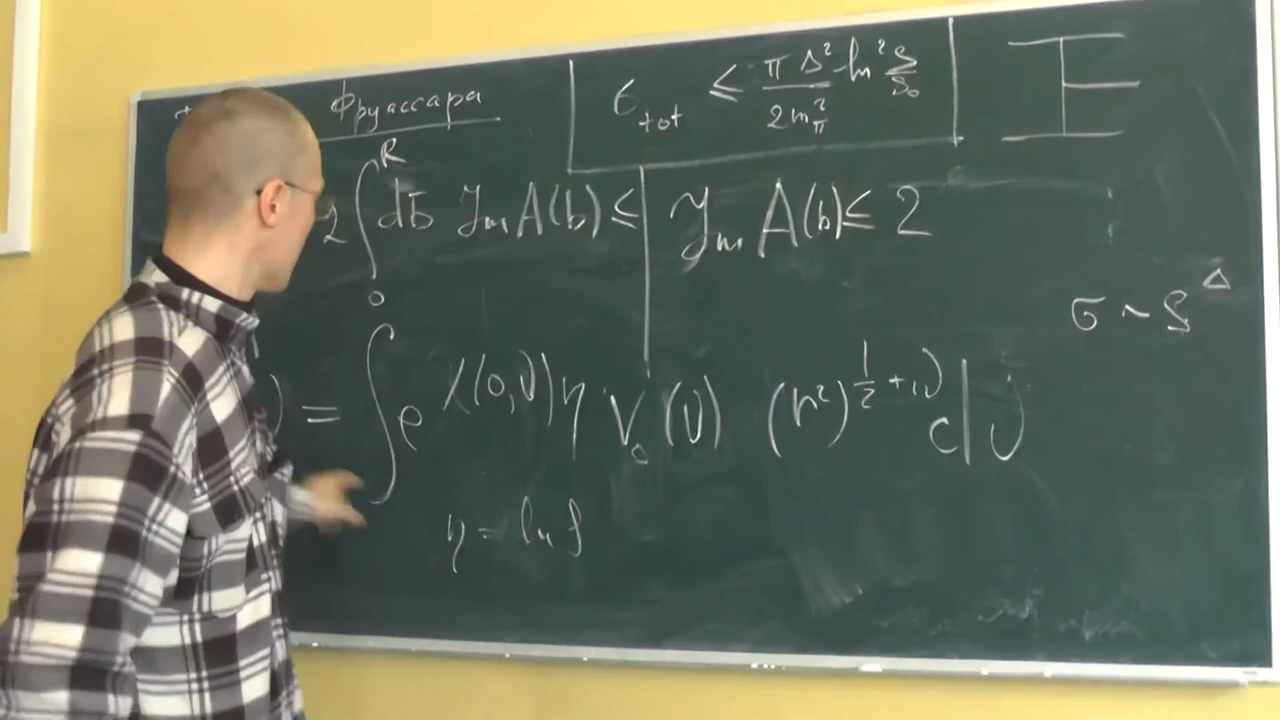 Фруассара
σ_tot ≤ π Δ² / 2m_π² ln² S/S₀
2 ∫₀^R db Im A(b) ≤ | Im A(b) ≤ 2
σ ~ S^Δ
) = ∫ e^{χ(0,ν)η} V₀(ν) (r²)^{1/2 + iν} dν
η = ln S